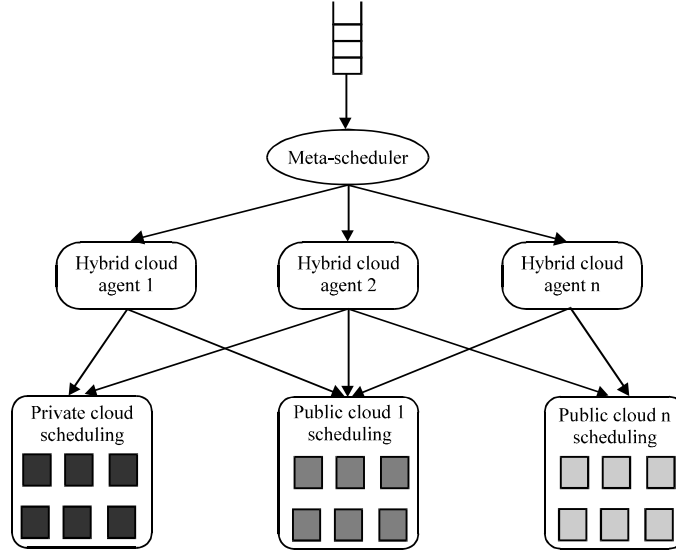 Meta-scheduler
Hybrid cloud
agent 1
Hybrid cloud
agent 2
Hybrid cloud
agent n
Private cloud
scheduling
Public cloud 1
scheduling
Public cloud n
scheduling